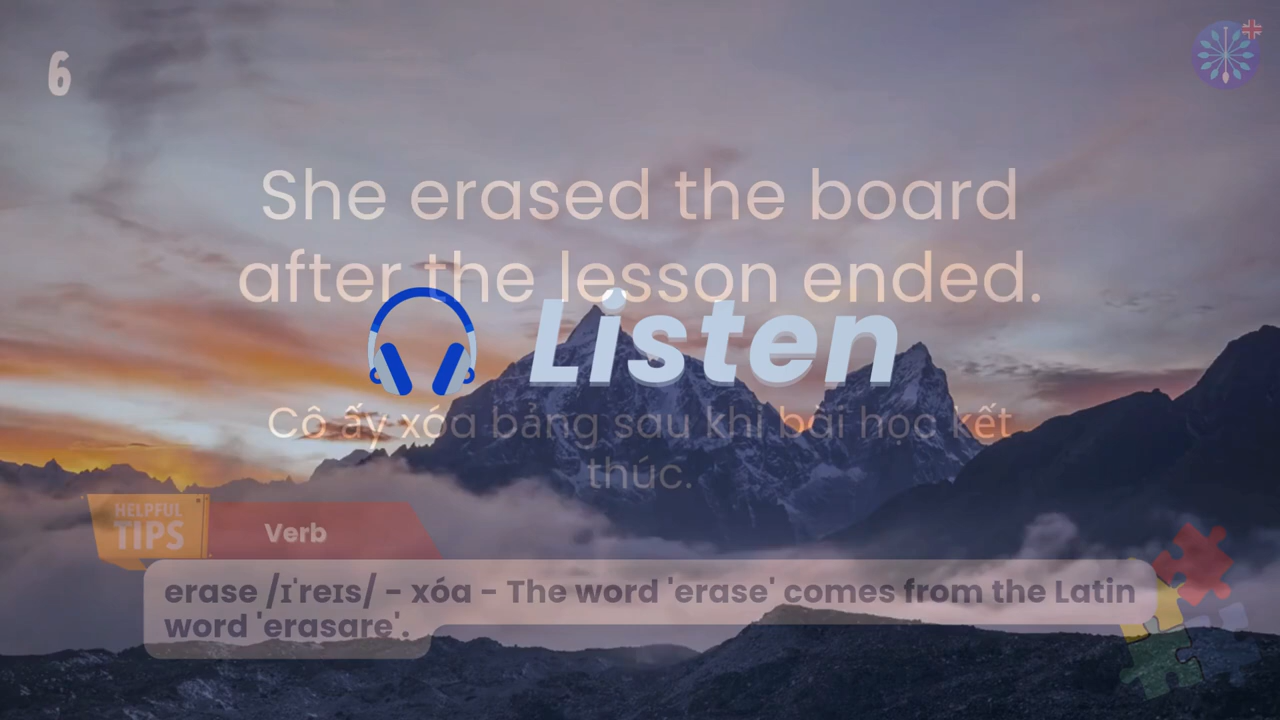 6
She erased the board
after the lesson ended.
Listen
Cô ấy xóa bảng sau khi bài học kết
thúc.
HELPFUL
TIPS
Verb
erase /ɪˈreɪs/ - xóa - The word 'erase' comes from the Latin
word 'erasare'.